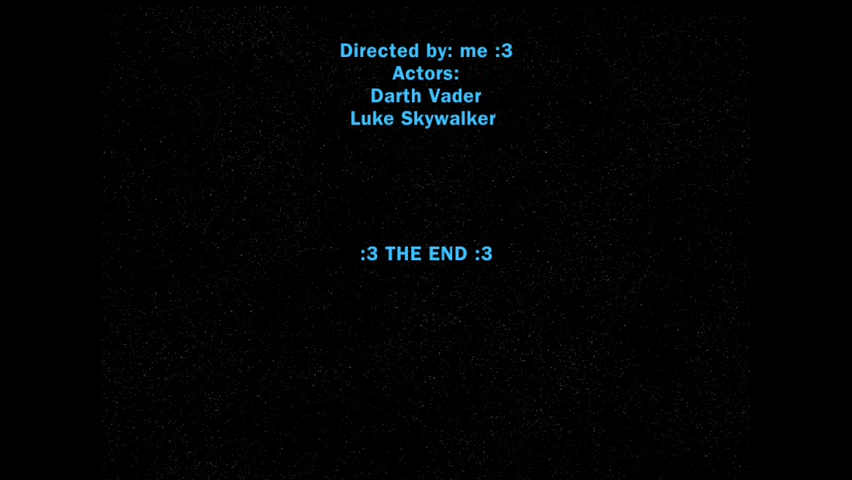 Directed by: me :3
Actors:
Darth Vader
Luke Skywalker
:3 THE END :3